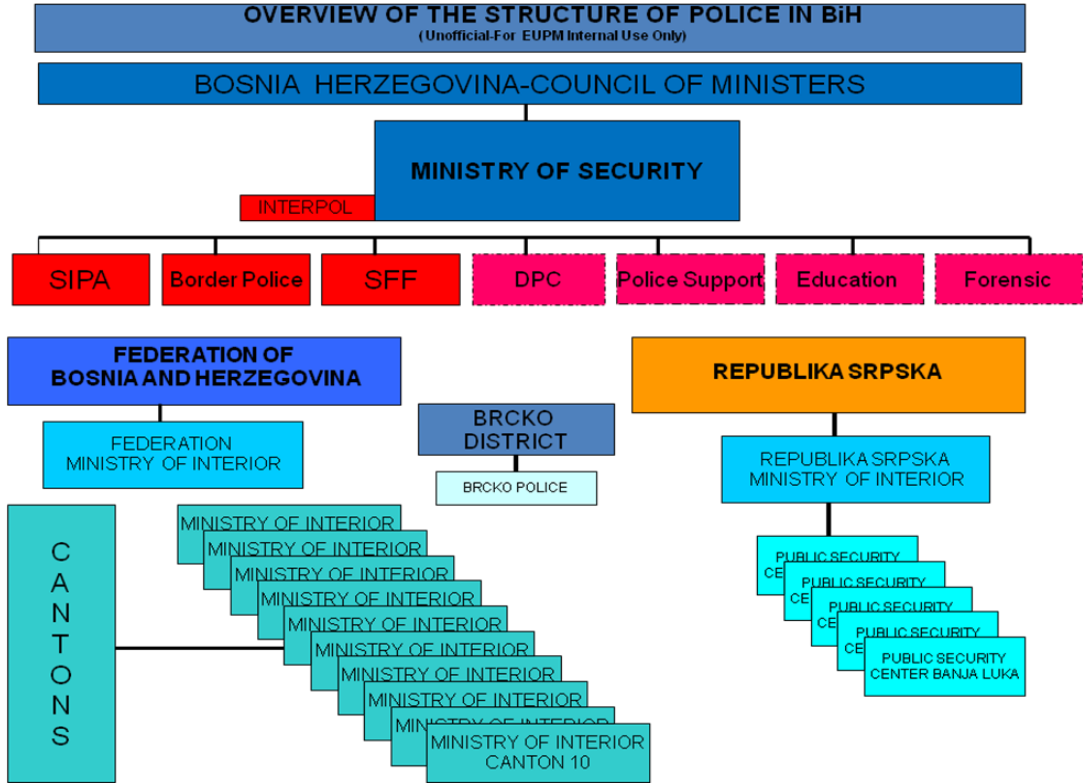 OVERVIEW OF THE STRUCTURE OF POLICE IN BiH
(Unofficial-For EUPM Internal Use Only)
BOSNIA HERZEGOVINA-COUNCIL OF MINISTERS
MINISTRY OF SECURITY
INTERPOL
SIPA
Border Police
SFF
DPC
Police Support
Education
Forensic
FEDERATION OF
BOSNIA AND HERZEGOVINA
REPUBLIKA SRPSKA
FEDERATION
MINISTRY OF INTERIOR
BRCKO
DISTRICT
BRCKO POLICE
REPUBLIKA SRPSKA
MINISTRY OF INTERIOR
CANTONS
MINISTRY OF INTERIOR
MINISTRY OF INTERIOR
MINISTRY OF INTERIOR
MINISTRY OF INTERIOR
MINISTRY OF INTERIOR
MINISTRY OF INTERIOR
MINISTRY OF INTERIOR
MINISTRY OF INTERIOR
MINISTRY OF INTERIOR
MINISTRY OF INTERIOR
CANTON 10
PUBLIC SECURITY
PUBLIC SECURITY
PUBLIC SECURITY
PUBLIC SECURITY
PUBLIC SECURITY
CENTER BANJA LUKA